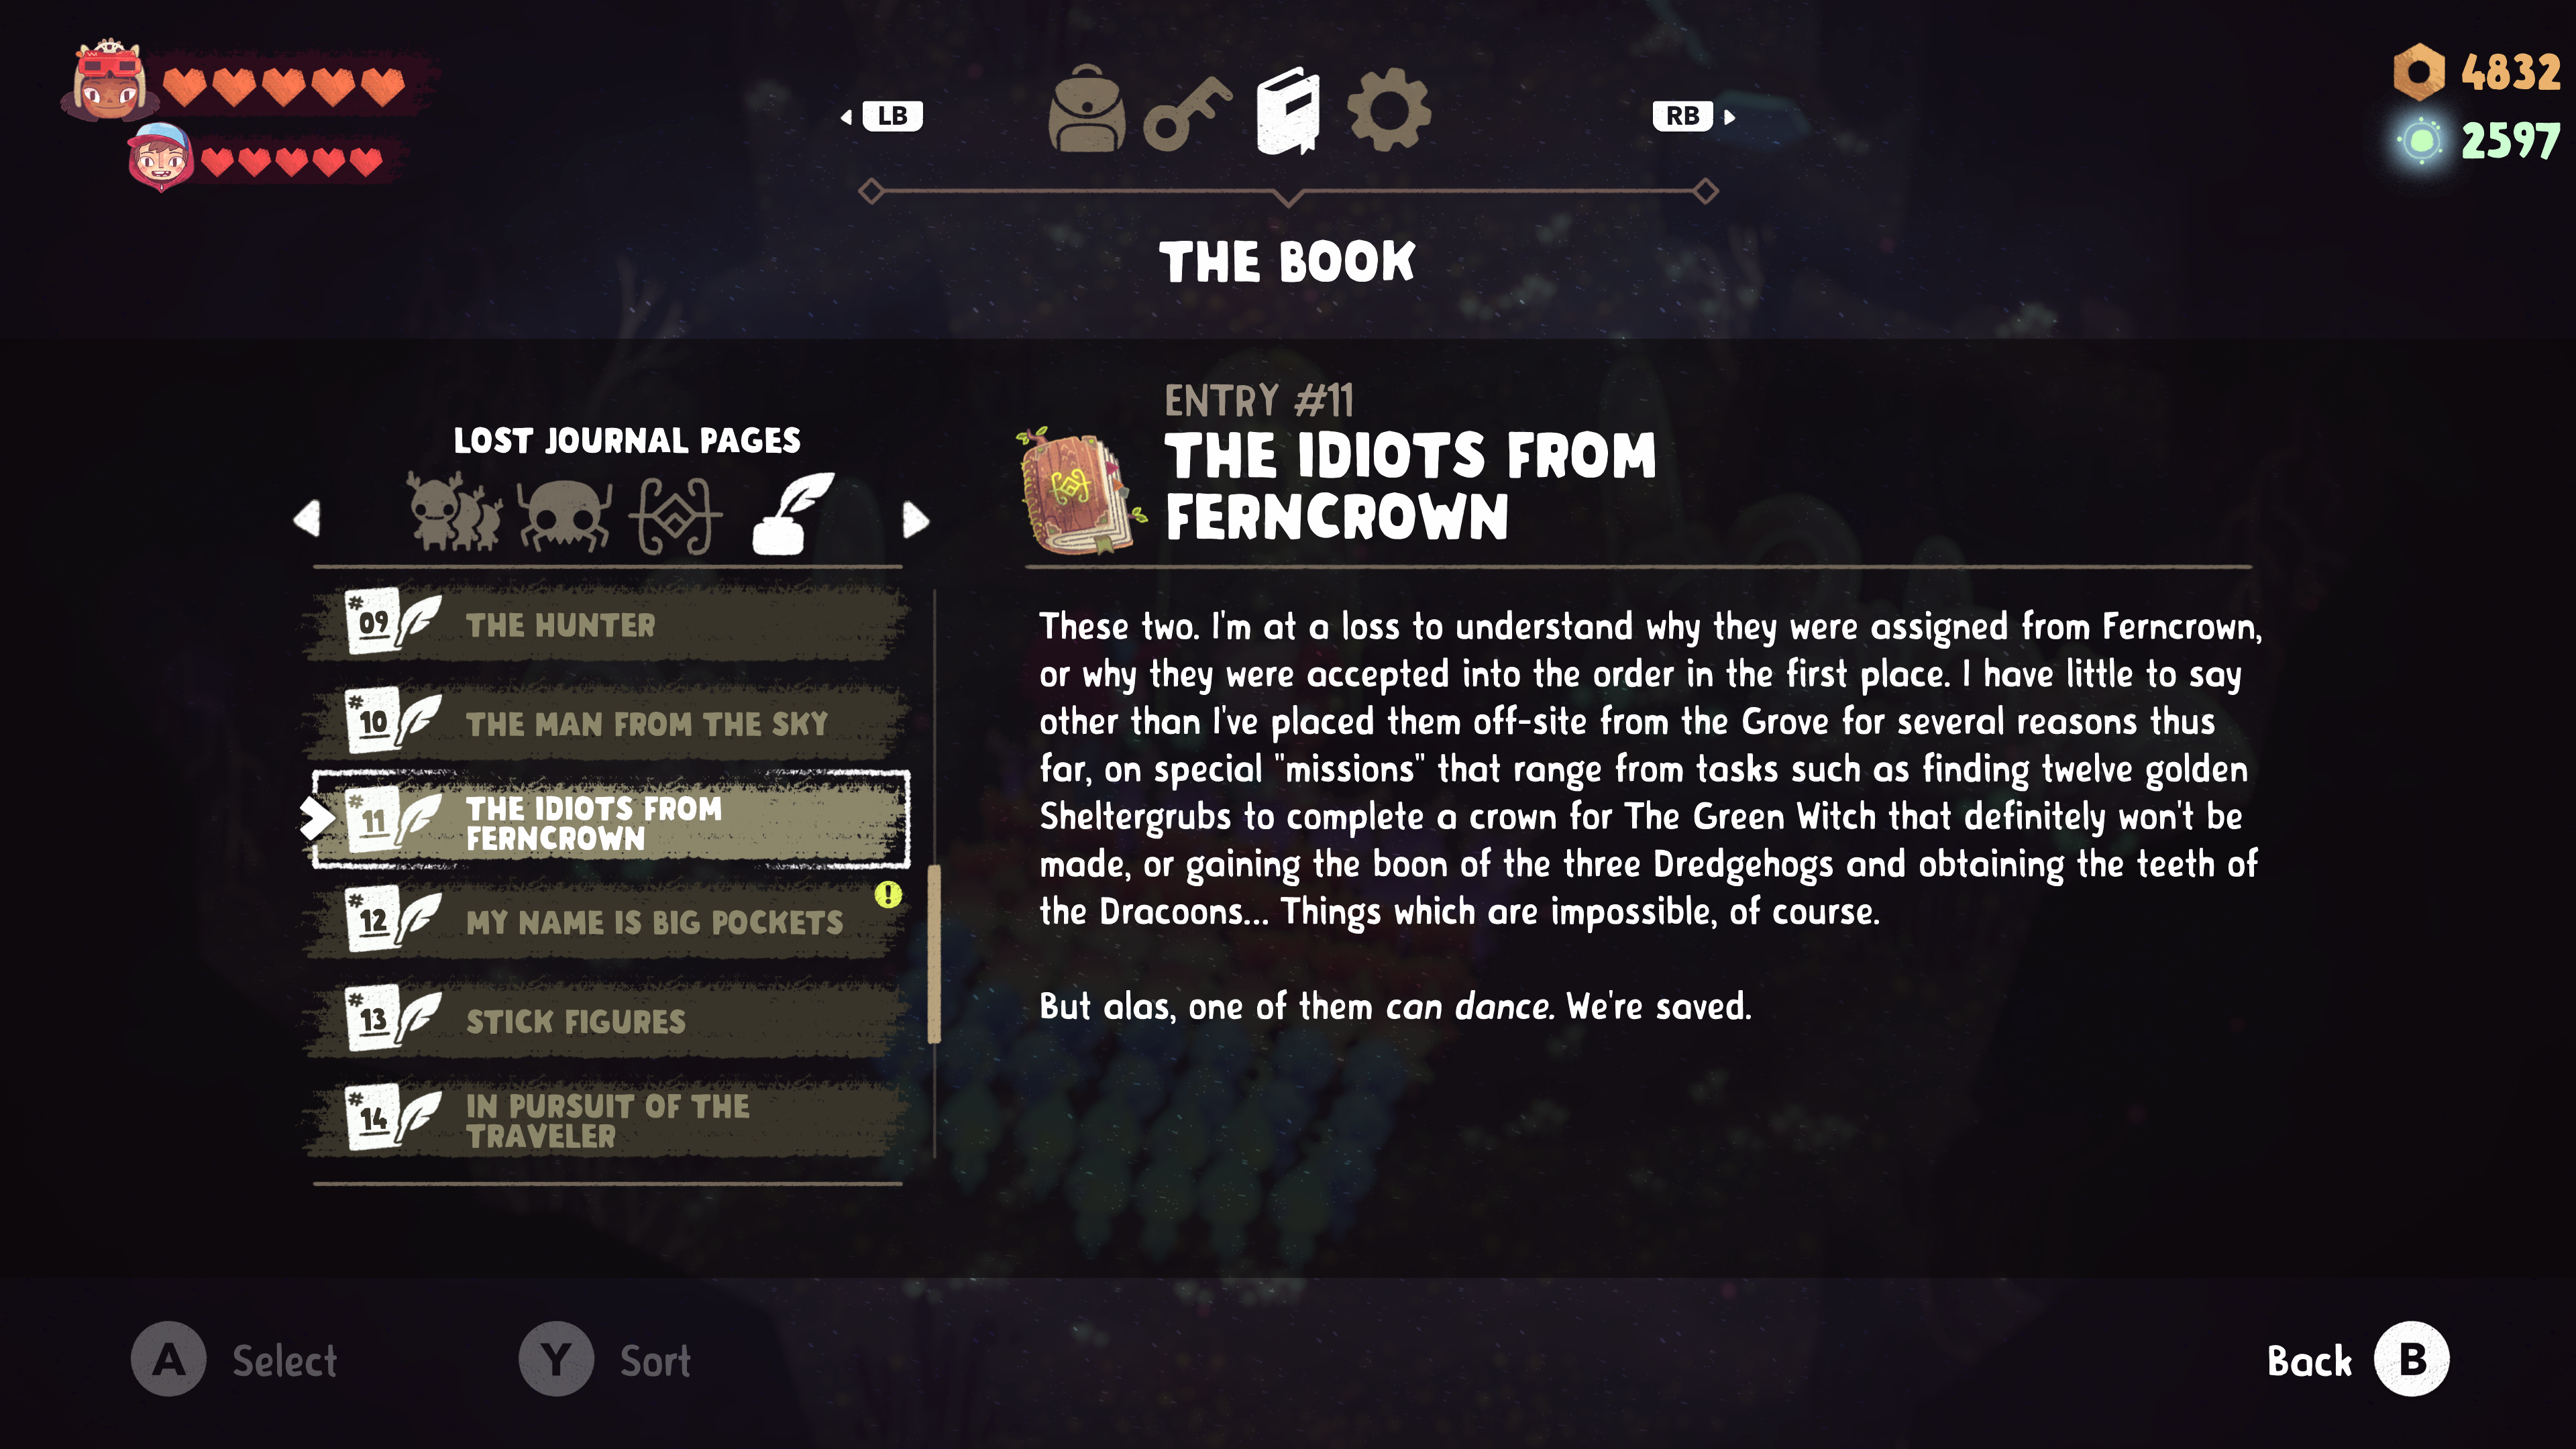 4832
LB
RB
2597
THE BOOK
ENTRY #11
THE IDIOTS FROM
FERNCROWN
LOST JOURNAL PAGES
#09 THE HUNTER
#10 THE MAN FROM THE SKY
#11 THE IDIOTS FROM
FERNCROWN
#12 MY NAME IS BIG POCKETS !
#13 STICK FIGURES
#14 IN PURSUIT OF THE
TRAVELER
These two. I'm at a loss to understand why they were assigned from Ferncrown,
or why they were accepted into the order in the first place. I have little to say
other than I've placed them off-site from the Grove for several reasons thus
far, on special "missions" that range from tasks such as finding twelve golden
Sheltergrubs to complete a crown for The Green Witch that definitely won't be
made, or gaining the boon of the three Dredgehogs and obtaining the teeth of
the Dracoons... Things which are impossible, of course.
But alas, one of them can dance. We're saved.
A Select
Y Sort
Back B